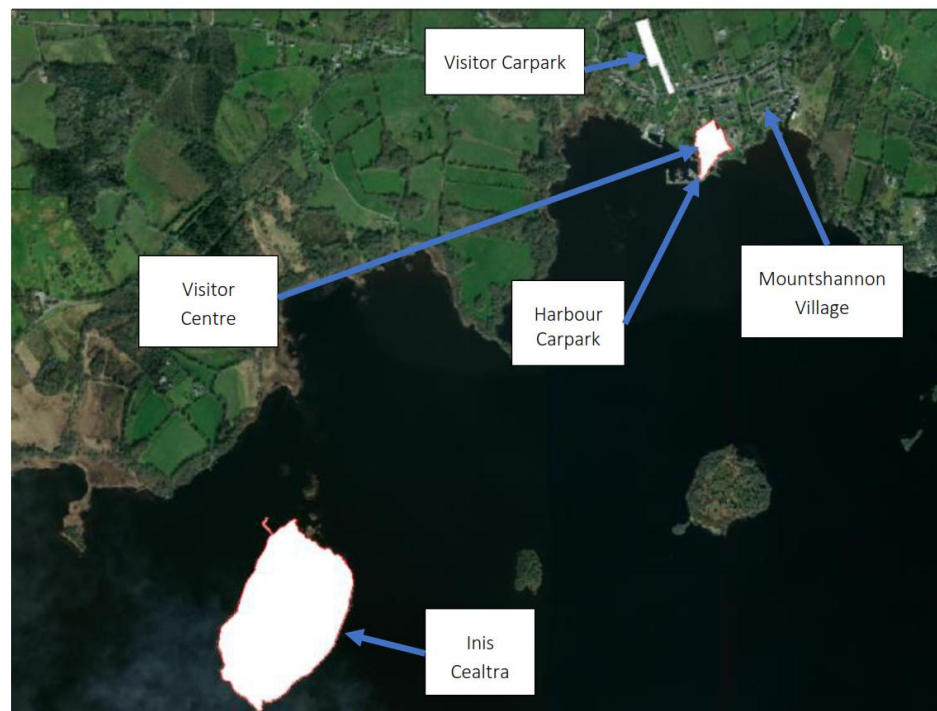 Visitor Carpark
Visitor
Centre
Harbour
Carpark
Mountshannon
Village
Inis
Cealtra